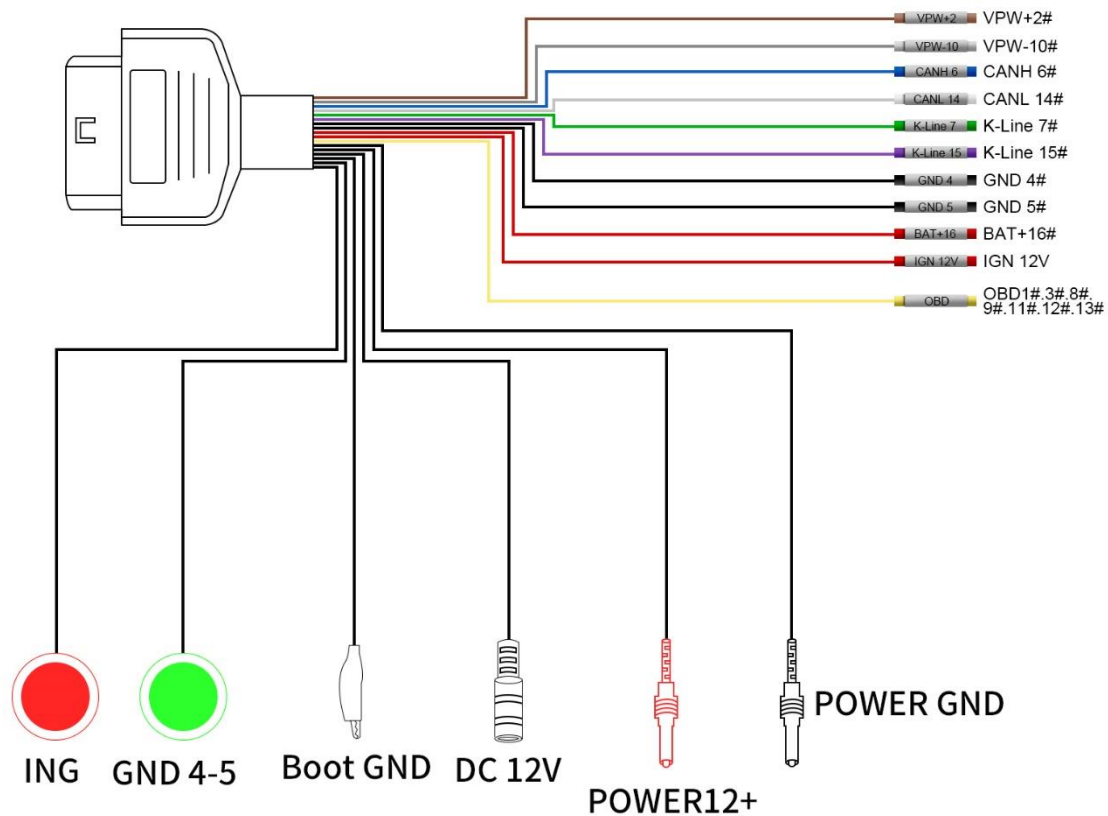 VPW+2 VPW+2#
VPW-10 VPW-10#
CANH 6 CANH 6#
CANL 14 CANL 14#
K-Line 7 K-Line 7#
K-Line 15 K-Line 15#
GND 4 GND 4#
GND 5 GND 5#
BAT+16 BAT+16#
IGN 12V IGN 12V
OBD OBD1#.3#.8#.
9#.11#.12#.13#
ING
GND 4-5
Boot GND
DC 12V
POWER12+
POWER GND